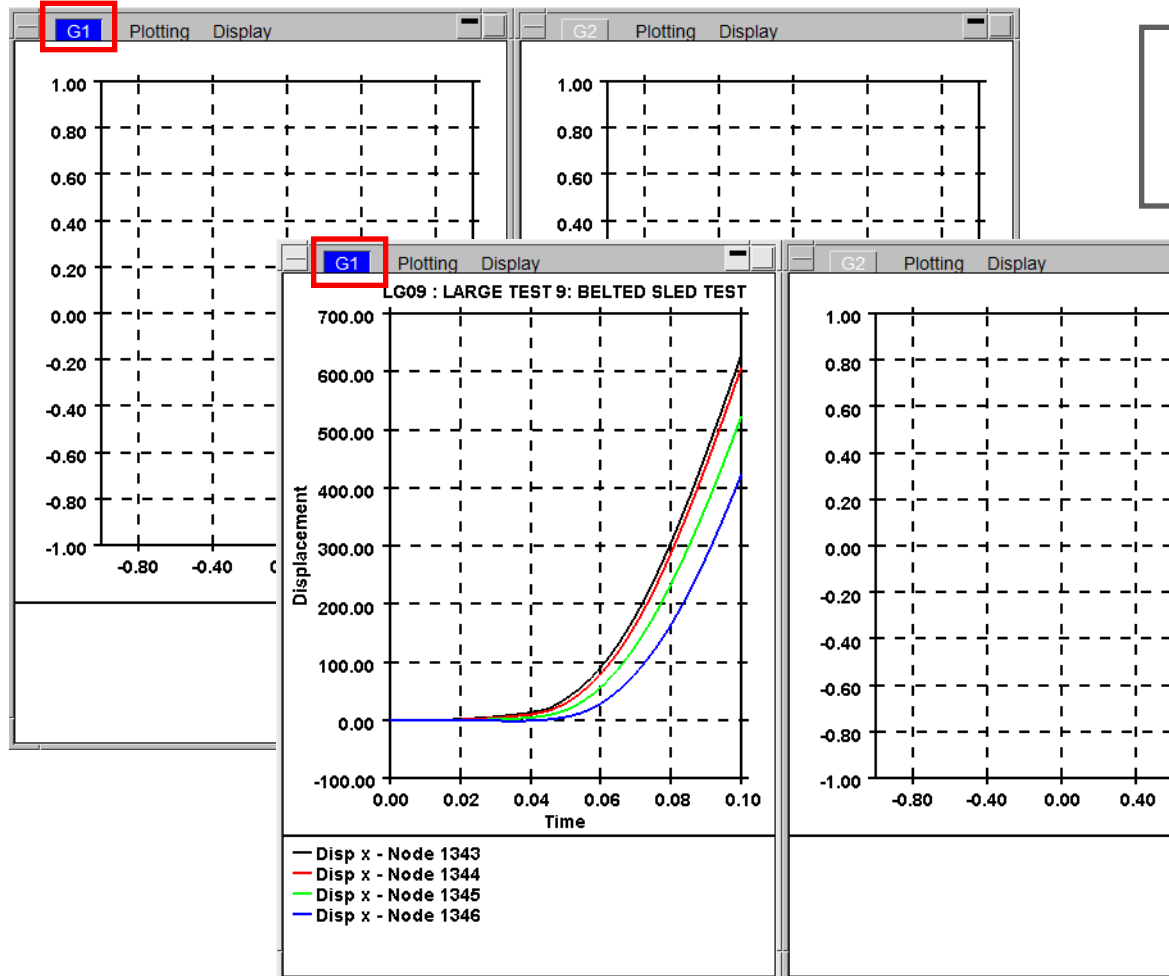 G1 Plotting Display
1.00
0.80
0.60
0.40
0.20
0.00
-0.20
-0.40
-0.60
-0.80
-1.00
-0.80 -0.40
G2 Plotting Display
1.00
0.80
0.60
0.40
G1 Plotting Display
LG09 : LARGE TEST 9: BELTED SLED TEST
700.00
600.00
500.00
400.00
300.00
200.00
100.00
0.00
-100.00
Displacement
0.00 0.02 0.04 0.06 0.08 0.10
Time
Disp x - Node 1343
Disp x - Node 1344
Disp x - Node 1345
Disp x - Node 1346
G2 Plotting Display
1.00
0.80
0.60
0.40
0.20
0.00
-0.20
-0.40
-0.60
-0.80
-1.00
-0.80 -0.40 0.00 0.40